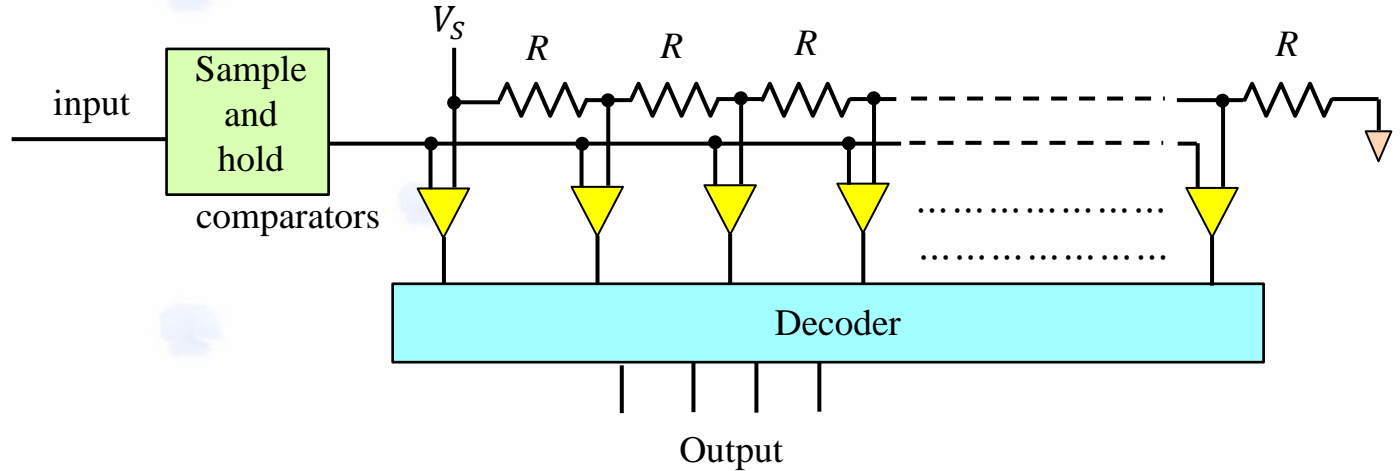 V_S
R
R
R
R
Sample
and
hold
input
comparators
……………………
……………………
Decoder
Output